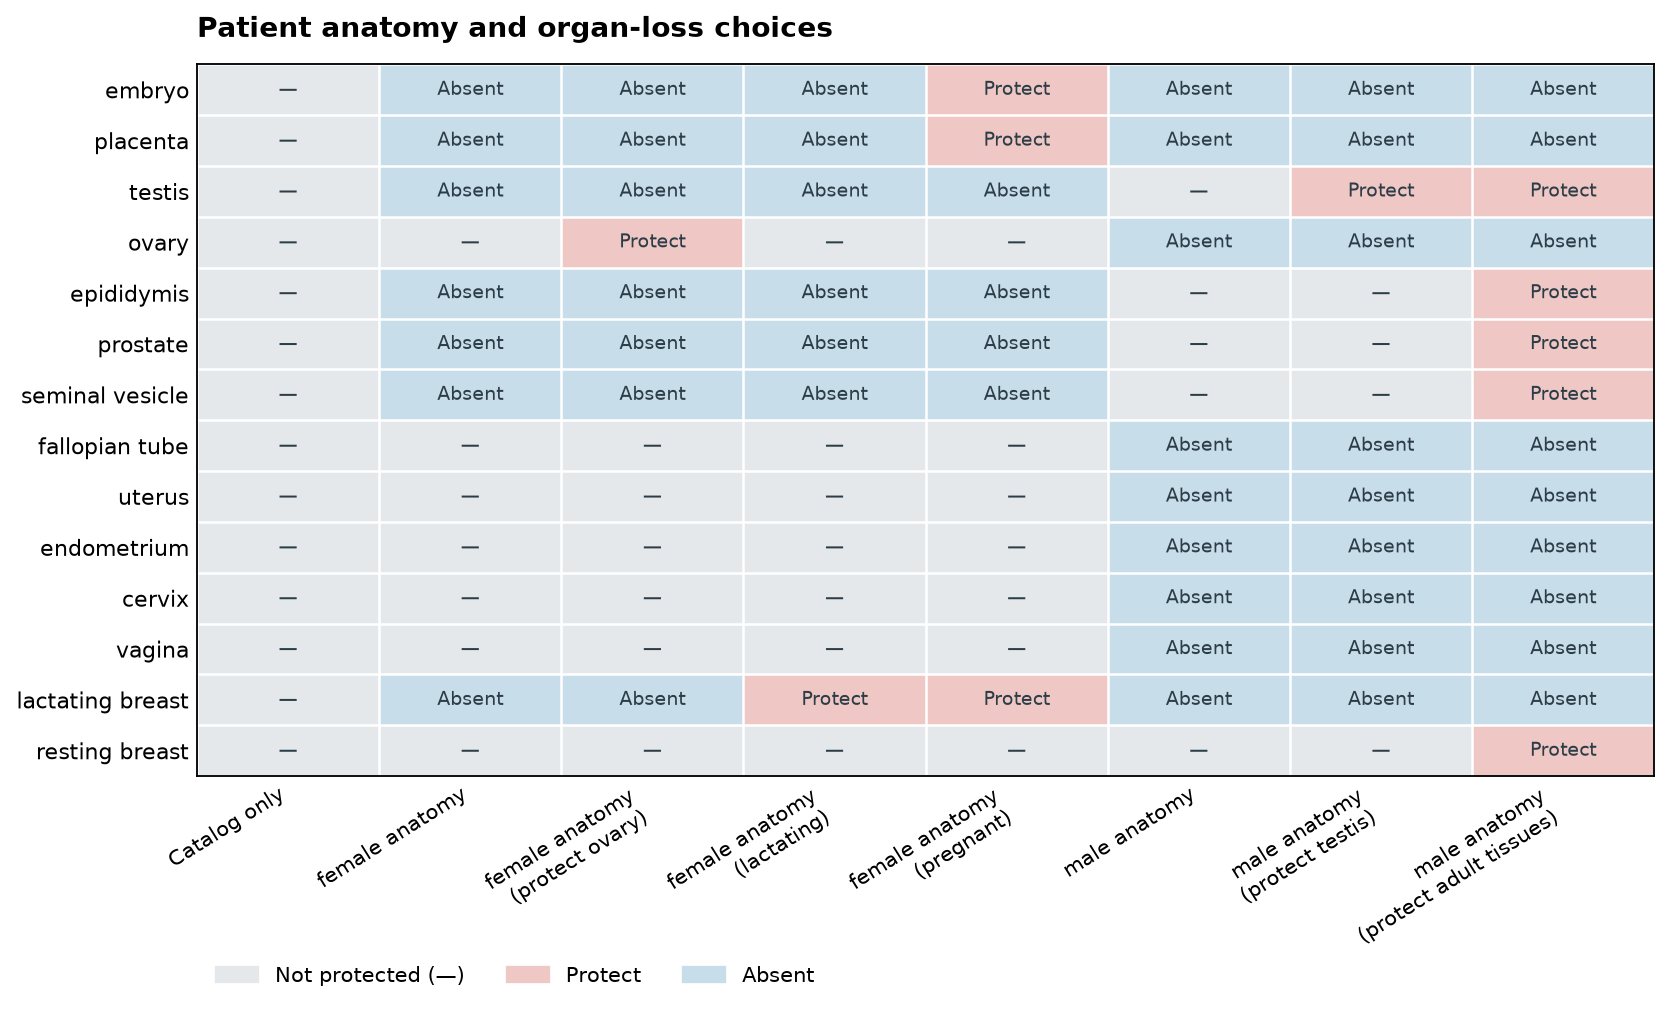 Patient anatomy and organ-loss choices
embryo — Absent Absent Absent Protect Absent Absent Absent
placenta — Absent Absent Absent Protect Absent Absent Absent
testis — Absent Absent Absent Absent — Protect Protect
ovary — — Protect — — Absent Absent Absent
epididymis — Absent Absent Absent Absent — — Protect
prostate — Absent Absent Absent Absent — — Protect
seminal vesicle — Absent Absent Absent Absent — — Protect
fallopian tube — — — — — Absent Absent Absent
uterus — — — — — Absent Absent Absent
endometrium — — — — — Absent Absent Absent
cervix — — — — — Absent Absent Absent
vagina — — — — — Absent Absent Absent
lactating breast — Absent Absent Protect Protect Absent Absent Absent
resting breast — — — — — — — Protect
Catalog only
female anatomy
female anatomy
(protect ovary)
female anatomy
(lactating)
female anatomy
(pregnant)
male anatomy
male anatomy
(protect testis)
male anatomy
(protect adult tissues)
Not protected (—) Protect Absent